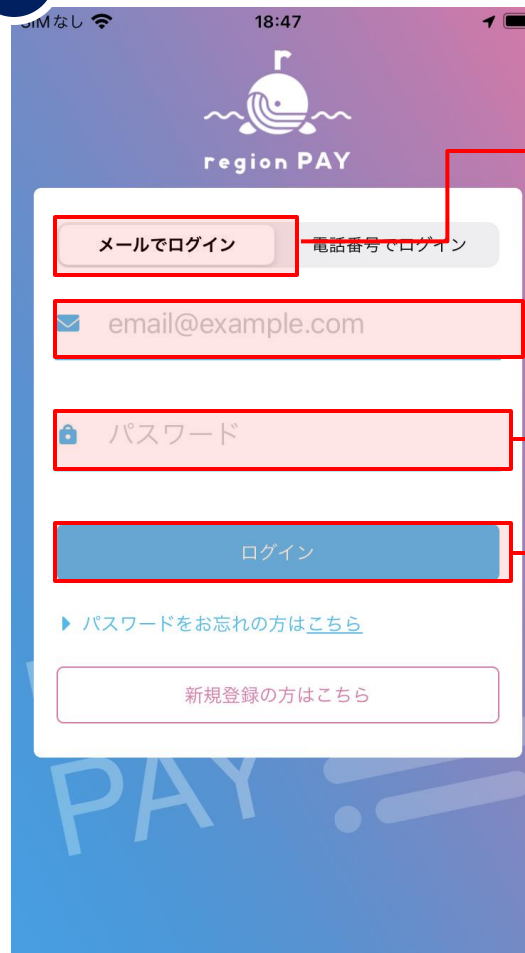 SIMなし 18:47
r
region PAY
メールでログイン 電話番号でログイン
email@example.com
パスワード
ログイン
パスワードをお忘れの方はこちら
新規登録の方はこちら
PAY